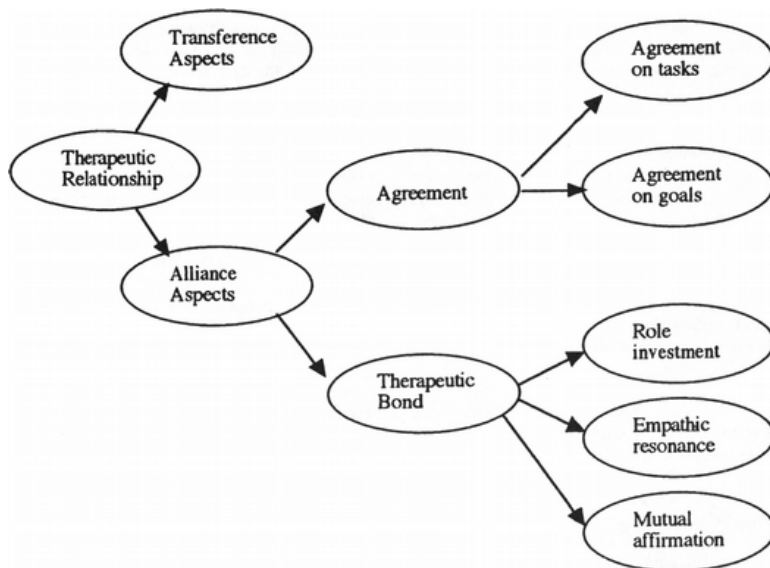 Transference
Aspects
Therapeutic
Relationship
Alliance
Aspects
Agreement
Therapeutic
Bond
Agreement
on tasks
Agreement
on goals
Role
investment
Empathic
resonance
Mutual
affirmation